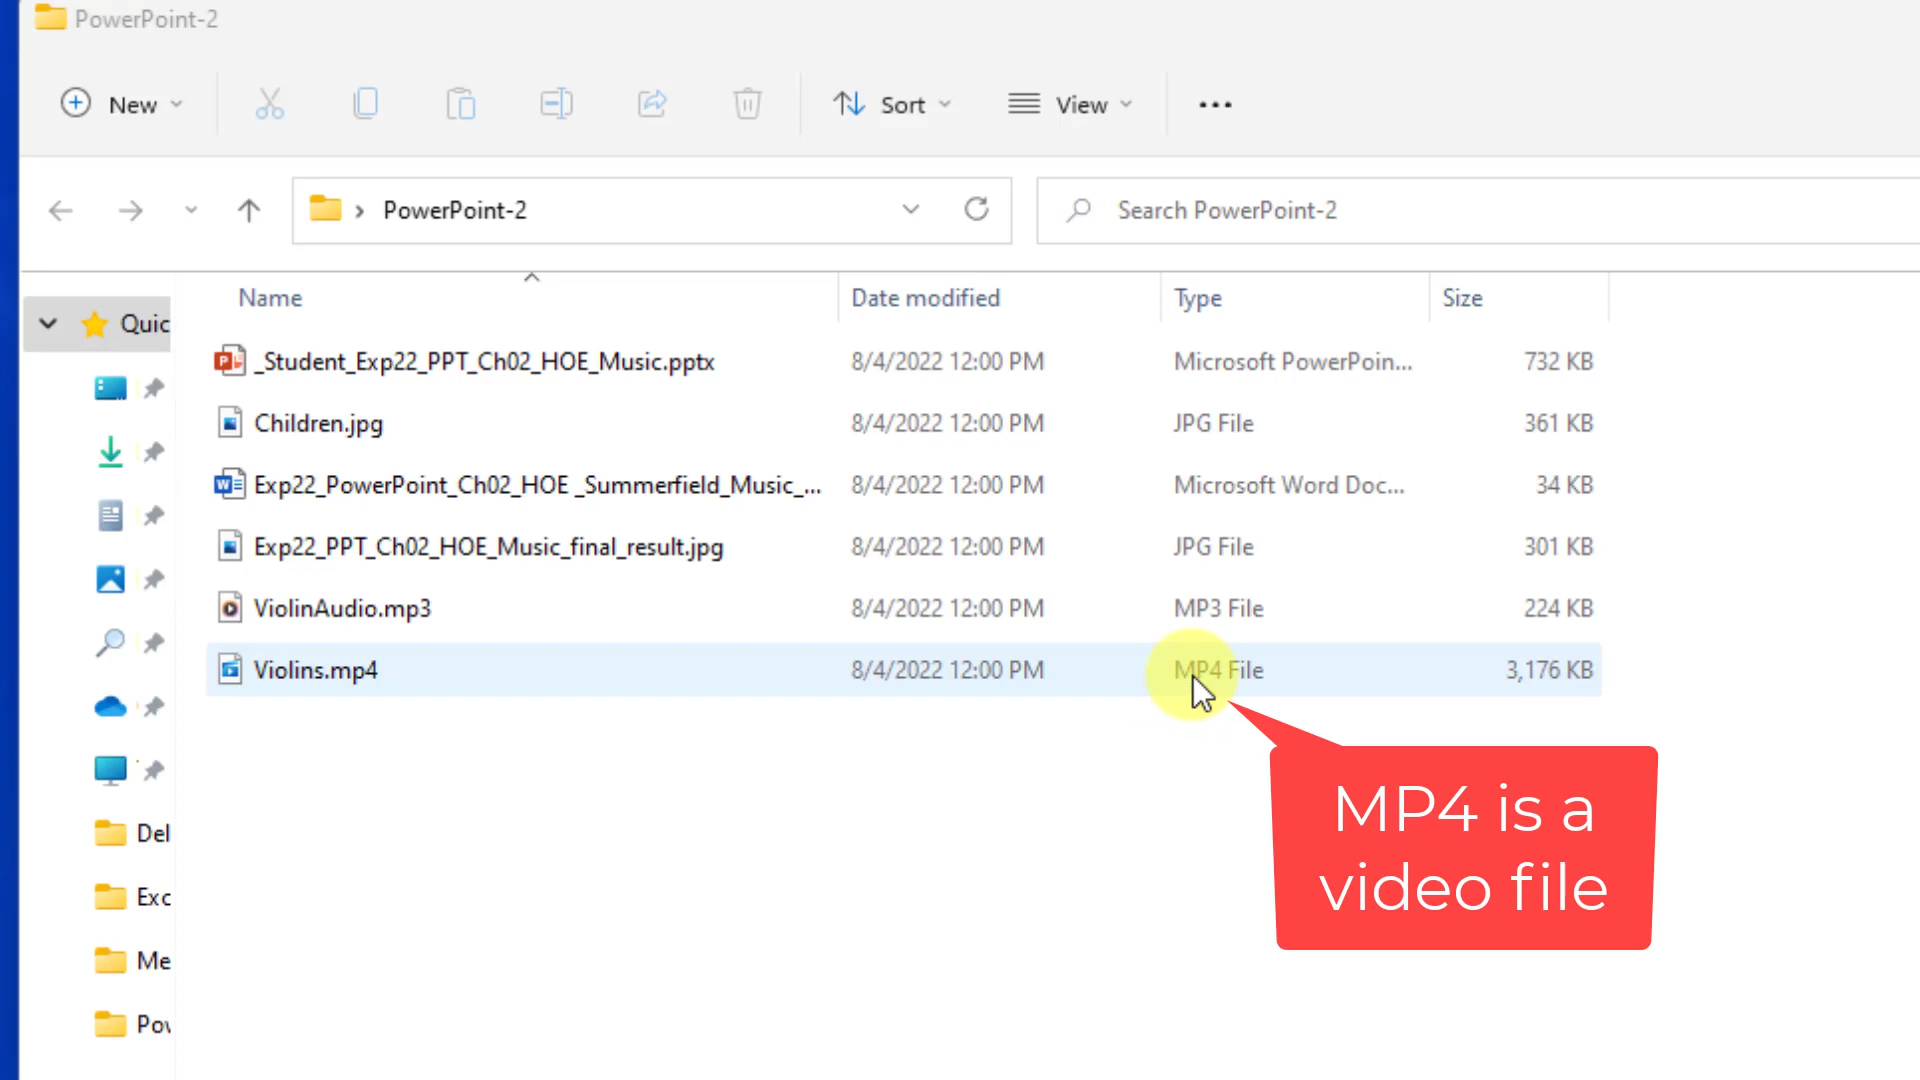 PowerPoint-2
New Sort View
PowerPoint-2 Search PowerPoint-2
Quic
Name Date modified Type Size
_Student_Exp22_PPT_Ch02_HOE_Music.pptx 8/4/2022 12:00 PM Microsoft PowerPoin... 732 KB
Children.jpg 8/4/2022 12:00 PM JPG File 361 KB
Exp22_PowerPoint_Ch02_HOE _Summerfield_Music_... 8/4/2022 12:00 PM Microsoft Word Doc... 34 KB
Exp22_PPT_Ch02_HOE_Music_final_result.jpg 8/4/2022 12:00 PM JPG File 301 KB
ViolinAudio.mp3 8/4/2022 12:00 PM MP3 File 224 KB
Violins.mp4 8/4/2022 12:00 PM MP4 File 3,176 KB
Del
Exc
Me
Pow
MP4 is a
video file